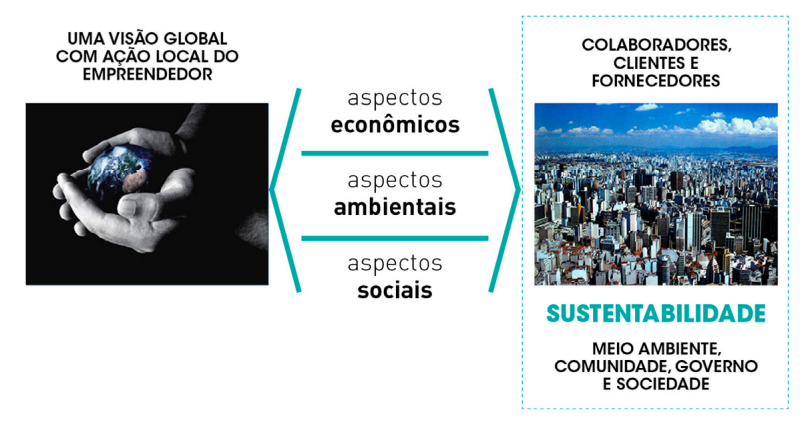 UMA VISÃO GLOBAL
COM AÇÃO LOCAL DO
EMPREENDEDOR
aspectos
econômicos
aspectos
ambientais
aspectos
sociais
COLABORADORES,
CLIENTES E
FORNECEDORES
SUSTENTABILIDADE
MEIO AMBIENTE,
COMUNIDADE, GOVERNO
E SOCIEDADE